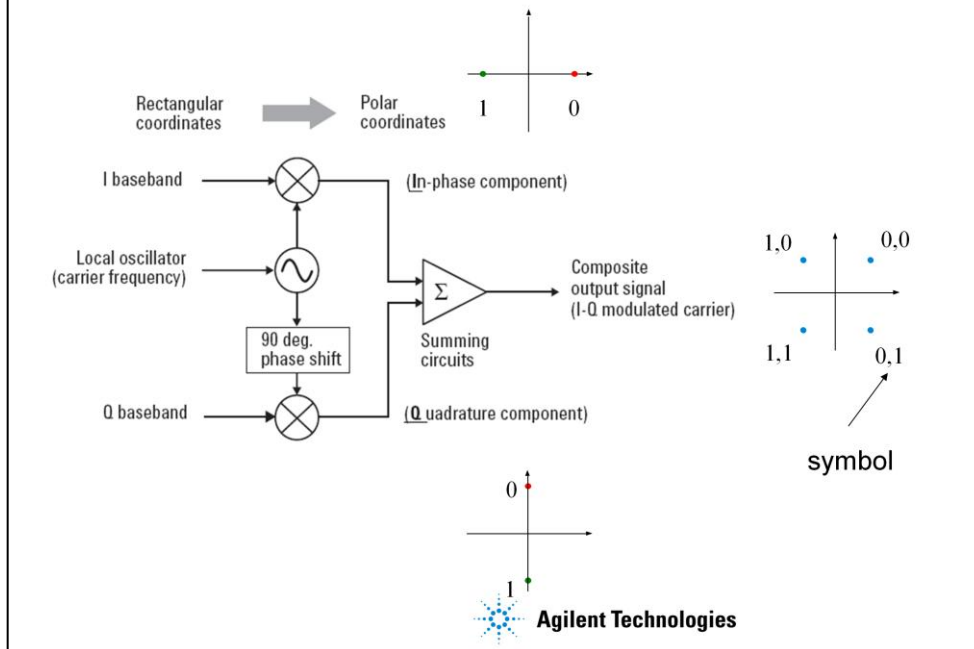 Rectangular
coordinates
Polar
coordinates
1
0
I baseband
(In-phase component)
Local oscillator
(carrier frequency)
Σ
Composite
output signal
(I-Q modulated carrier)
1,0
0,0
1,1
0,1
90 deg.
phase shift
Summing
circuits
Q baseband
(Q uadrature component)
symbol
0
1
Agilent Technologies